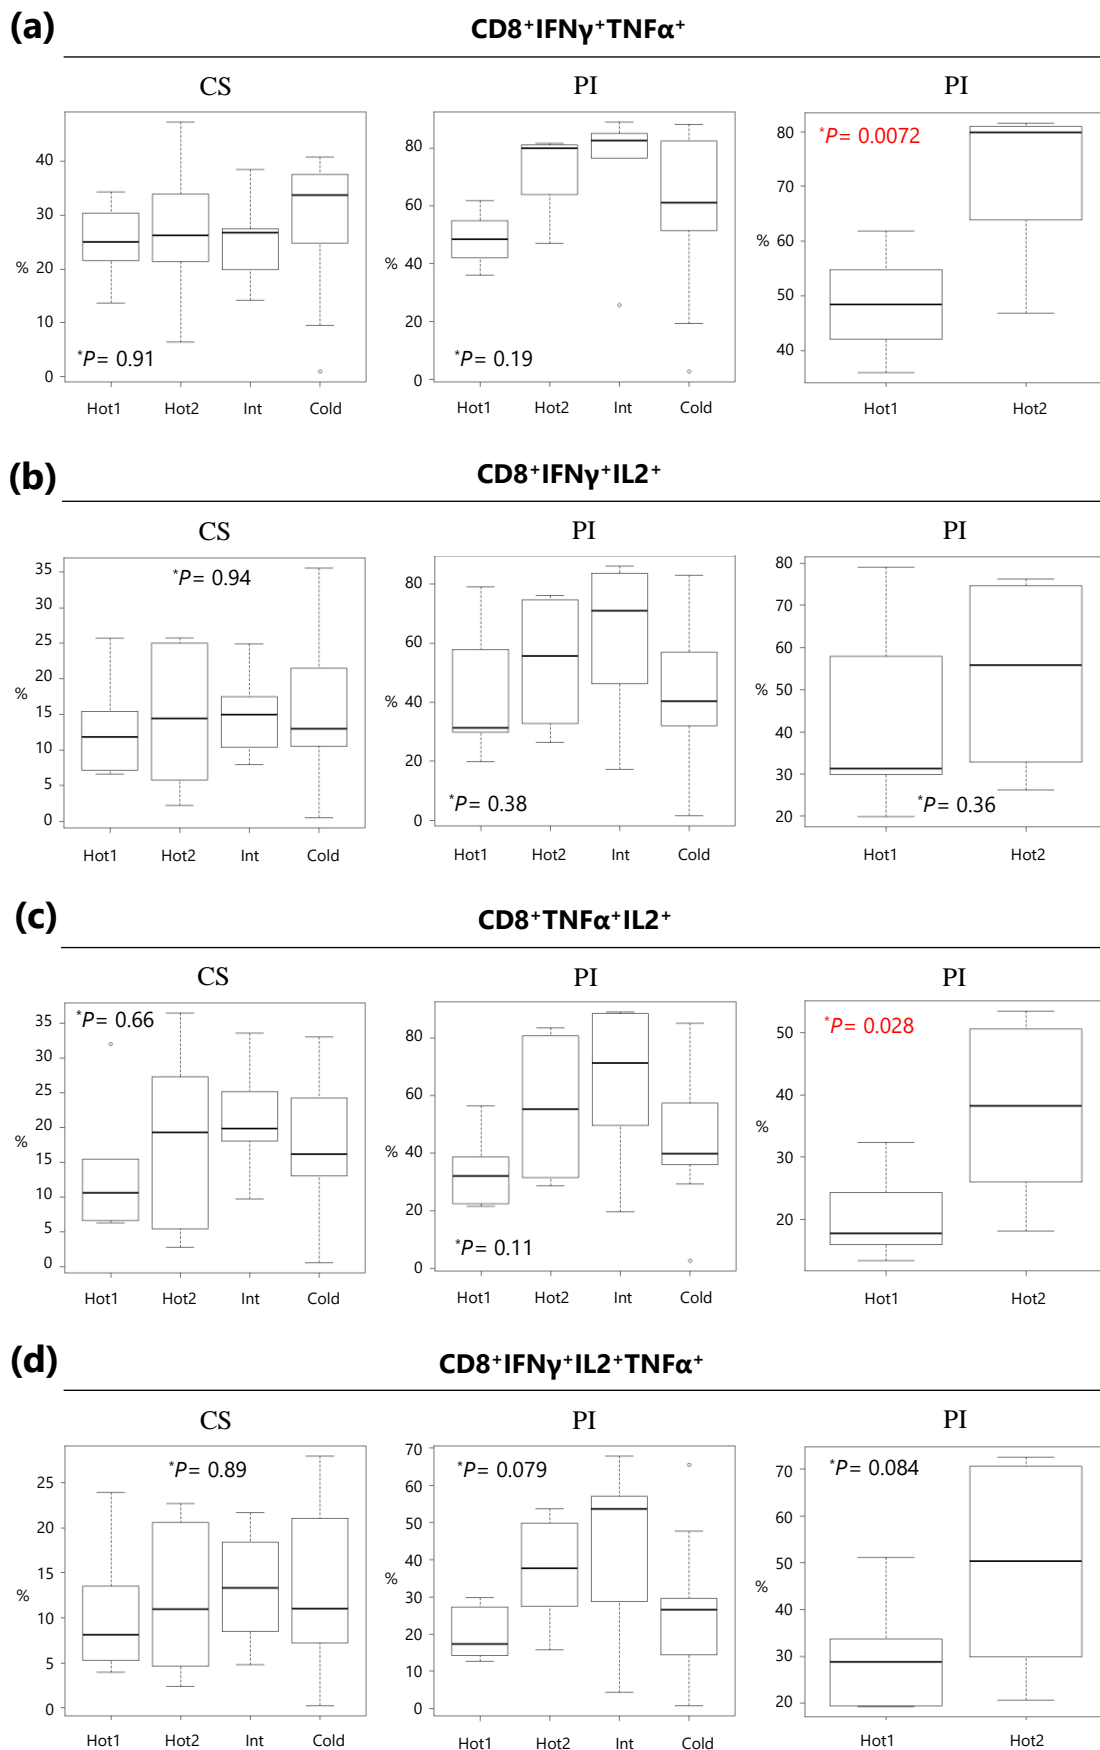 (a)
CD8⁺IFNγ⁺TNFα⁺
CS PI PI
*P= 0.91
*P= 0.19
*P= 0.0072
% 40 30 20 10 0
% 80 60 40 20 0
% 80 70 60 50 40
Hot1 Hot2 Int Cold
Hot1 Hot2 Int Cold
Hot1 Hot2
(b)
CD8⁺IFNγ⁺IL2⁺
CS PI PI
*P= 0.94
*P= 0.38
*P= 0.36
% 35 30 25 20 15 10 5 0
% 80 60 40 20 0
% 80 70 60 50 40 30 20
Hot1 Hot2 Int Cold
Hot1 Hot2 Int Cold
Hot1 Hot2
(c)
CD8⁺TNFα⁺IL2⁺
CS PI PI
*P= 0.66
*P= 0.11
*P= 0.028
% 35 30 25 20 15 10 5 0
% 80 60 40 20 0
% 50 40 30 20
Hot1 Hot2 Int Cold
Hot1 Hot2 Int Cold
Hot1 Hot2
(d)
CD8⁺IFNγ⁺IL2⁺TNFα⁺
CS PI PI
*P= 0.89
*P= 0.079
*P= 0.084
% 25 20 15 10 5 0
% 70 60 50 40 30 20 10 0
% 70 60 50 40 30 20
Hot1 Hot2 Int Cold
Hot1 Hot2 Int Cold
Hot1 Hot2